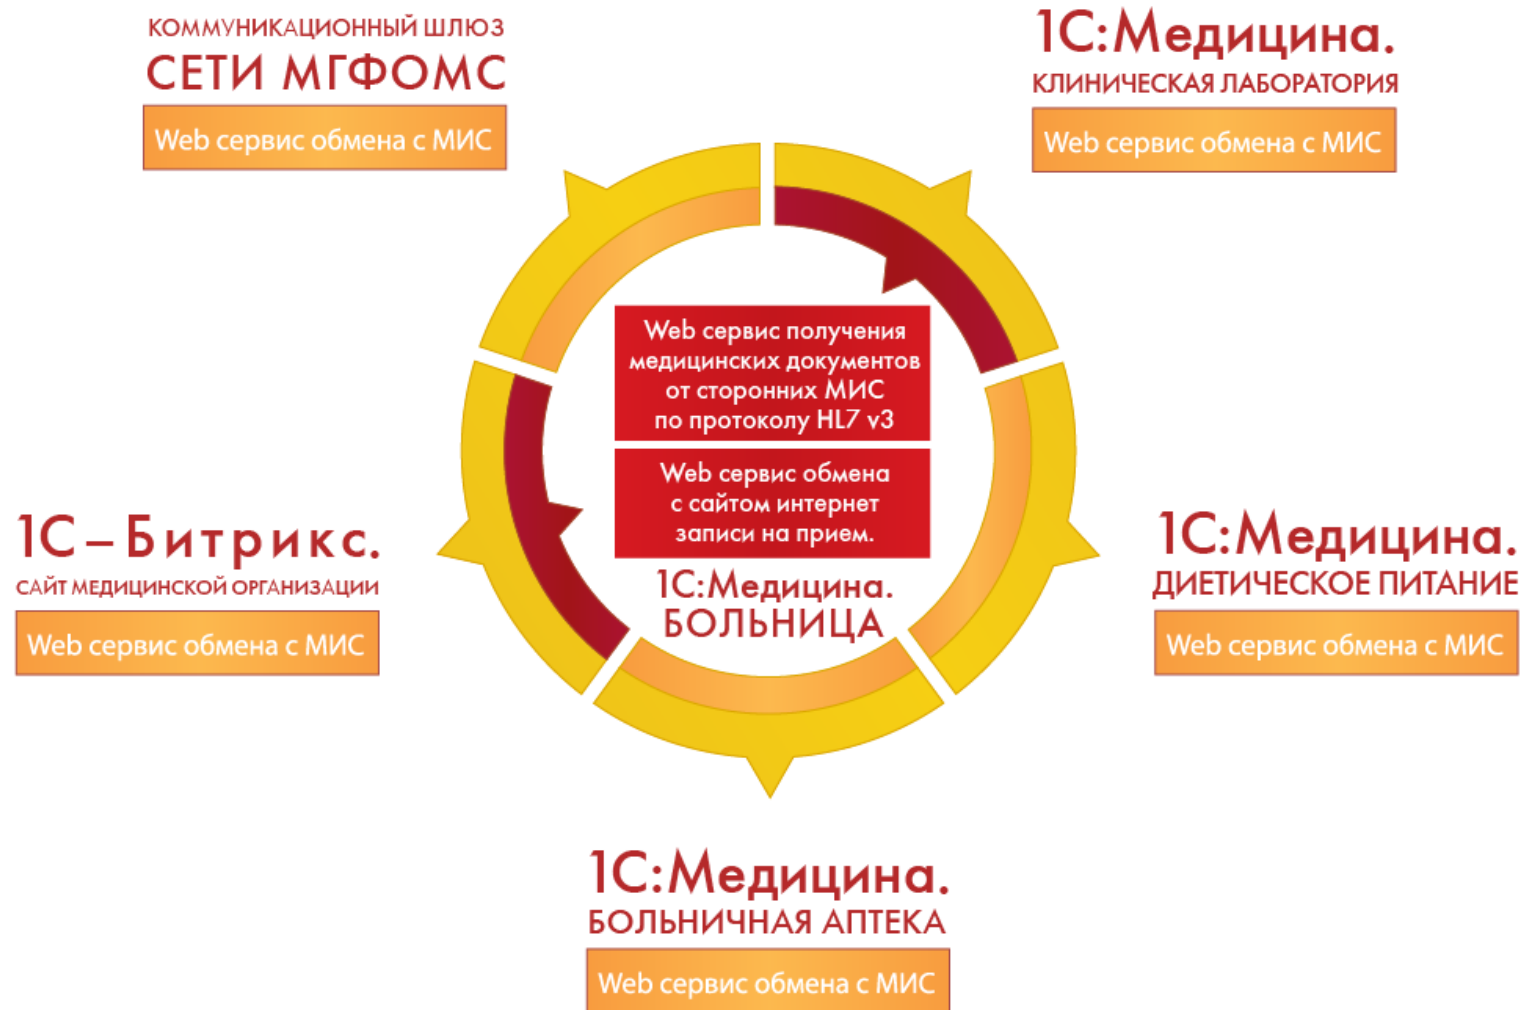 КОММУНИКАЦИОННЫЙ ШЛЮЗ
СЕТИ МГФОМС
Web сервис обмена с МИС
1С:Медицина.
КЛИНИЧЕСКАЯ ЛАБОРАТОРИЯ
Web сервис обмена с МИС
Web сервис получения
медицинских документов
от сторонних МИС
по протоколу HL7 v3
Web сервис обмена
с сайтом интернет
записи на прием.
1С:Медицина.
БОЛЬНИЦА
1С–Битрикс.
САЙТ МЕДИЦИНСКОЙ ОРГАНИЗАЦИИ
Web сервис обмена с МИС
1С:Медицина.
ДИЕТИЧЕСКОЕ ПИТАНИЕ
Web сервис обмена с МИС
1С:Медицина.
БОЛЬНИЧНАЯ АПТЕКА
Web сервис обмена с МИС